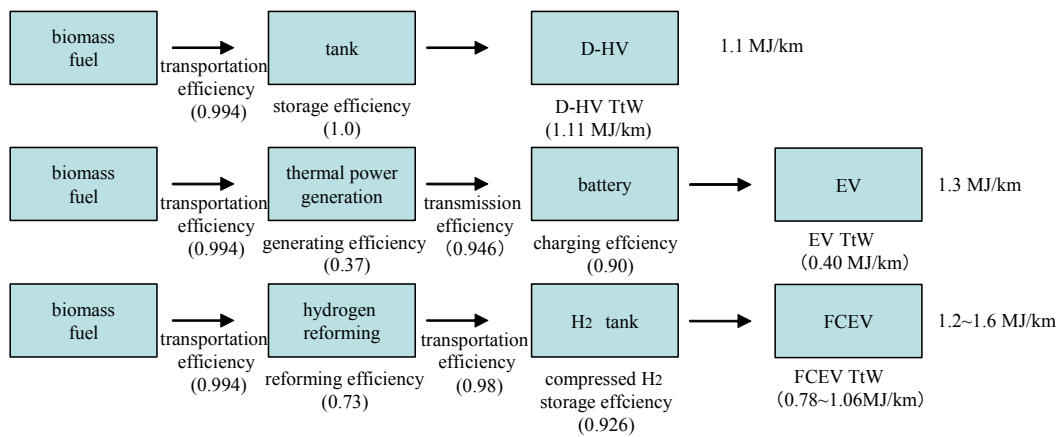 biomass
fuel
transportation
efficiency
(0.994)
tank
storage efficiency
(1.0)
D-HV
D-HV TtW
(1.11 MJ/km)
1.1 MJ/km
biomass
fuel
transportation
efficiency
(0.994)
thermal power
generation
generating efficiency
(0.37)
transmission
efficiency
(0.946)
battery
charging effciency
(0.90)
EV
EV TtW
(0.40 MJ/km)
1.3 MJ/km
biomass
fuel
transportation
efficiency
(0.994)
hydrogen
reforming
reforming efficiency
(0.73)
transportation
efficiency
(0.98)
H2 tank
compressed H2
storage effciency
(0.926)
FCEV
FCEV TtW
(0.78~1.06MJ/km)
1.2~1.6 MJ/km